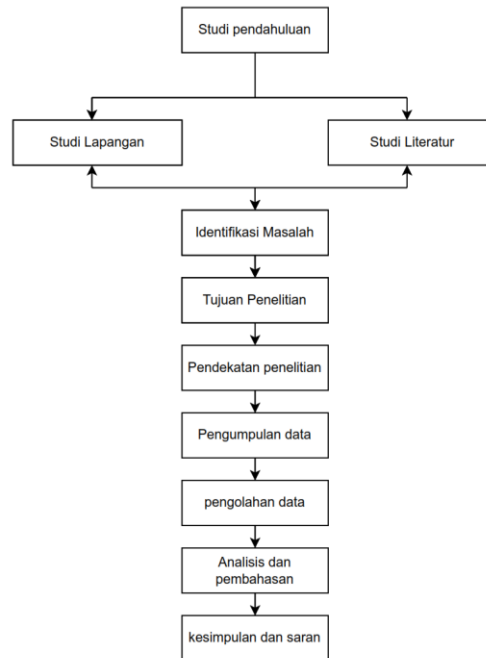 Studi pendahuluan
Studi Lapangan
Studi Literatur
Identifikasi Masalah
Tujuan Penelitian
Pendekatan penelitian
Pengumpulan data
pengolahan data
Analisis dan
pembahasan
kesimpulan dan saran